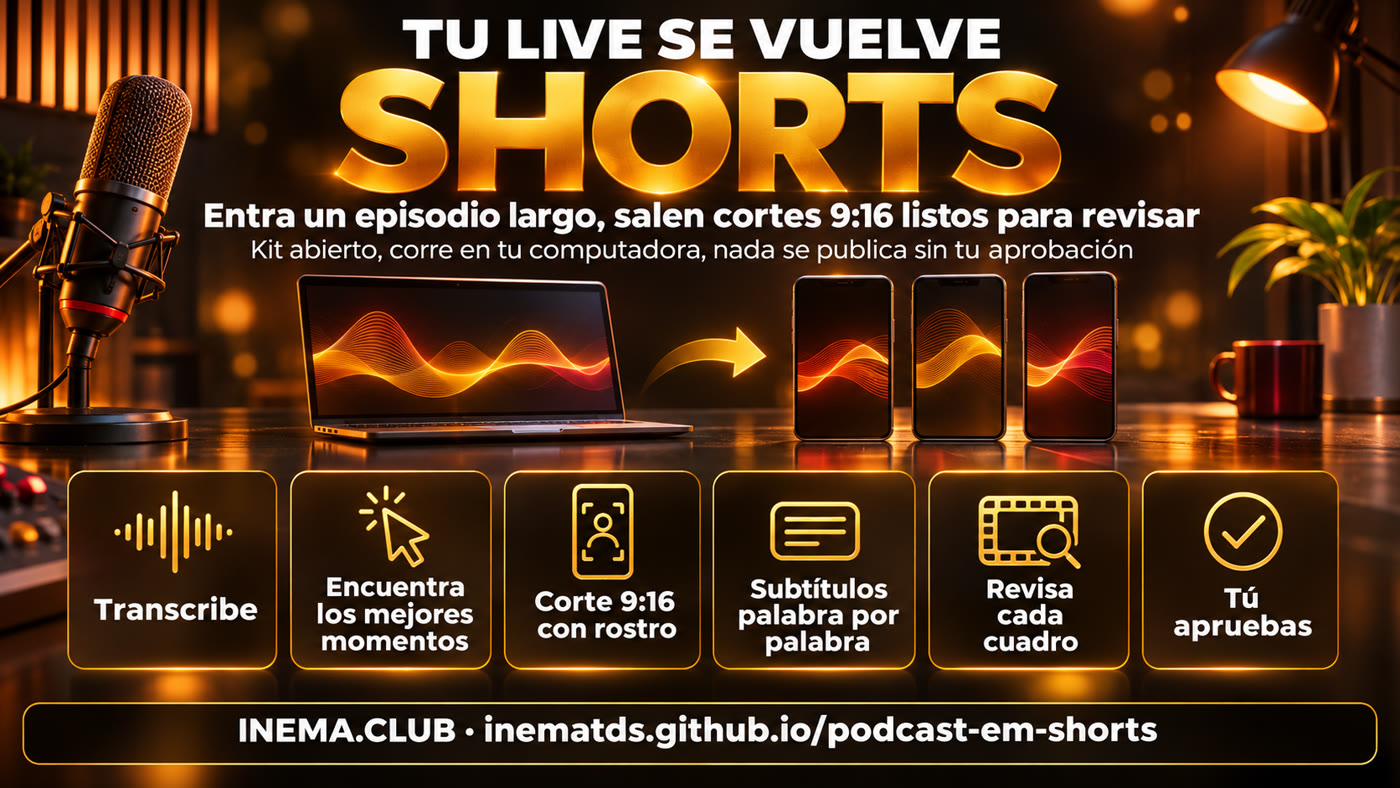 TU LIVE SE VUELVE
SHORTS
Entra un episodio largo, salen cortes 9:16 listos para revisar
Kit abierto, corre en tu computadora, nada se publica sin tu aprobación
Transcribe
Encuentra
los mejores
momentos
Corte 9:16
con rostro
Subtítulos
palabra por
palabra
Revisa
cada
cuadro
Tú
apruebas
INEMA.CLUB • inematds.github.io/podcast-em-shorts